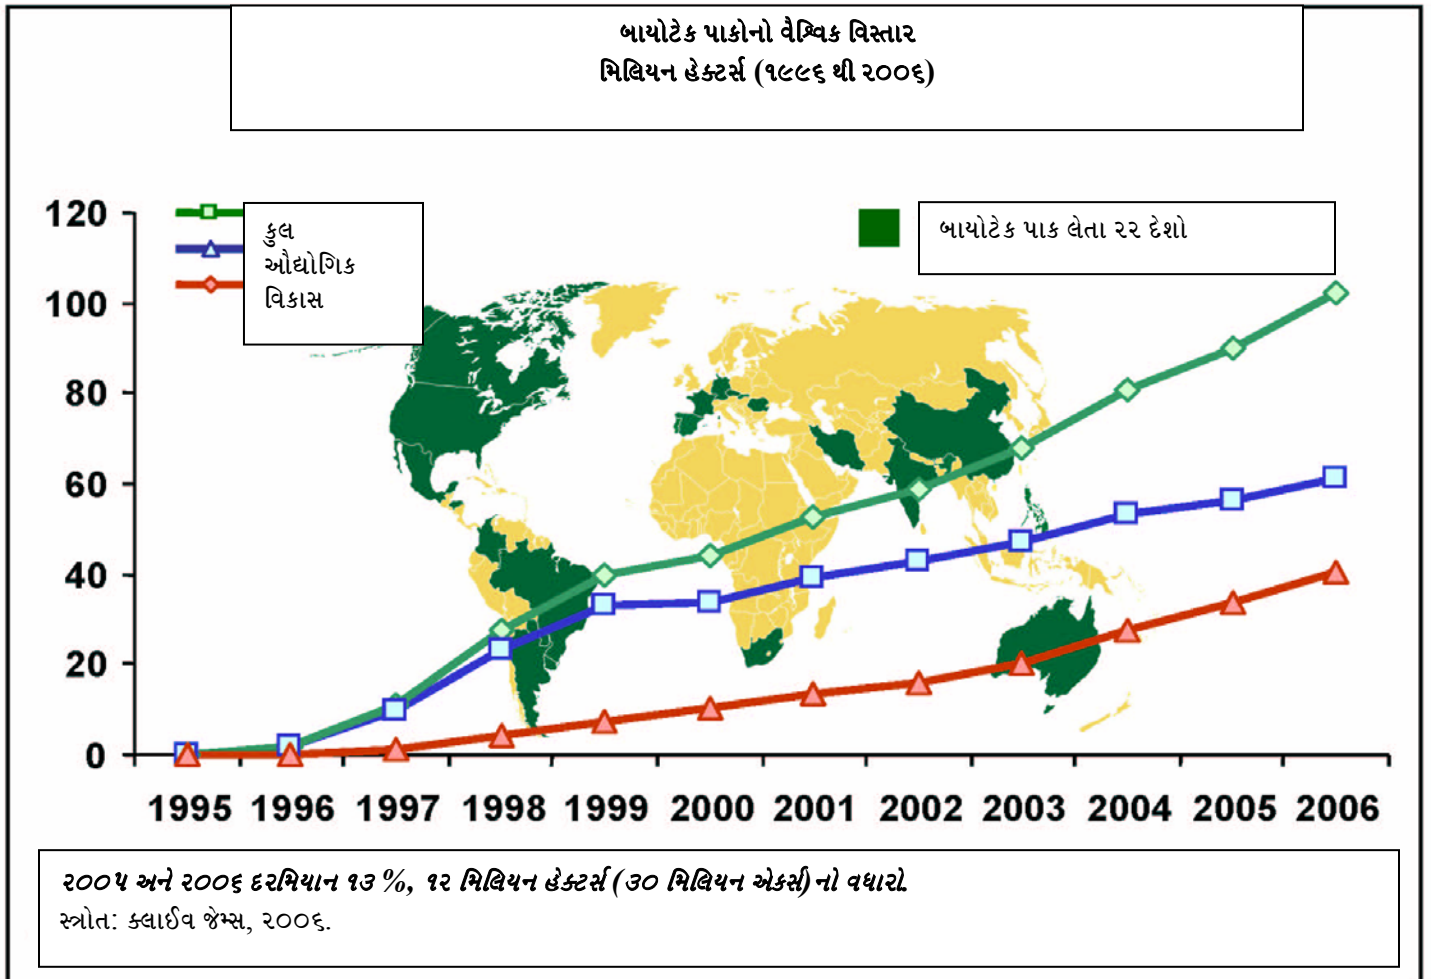 બાયોટેક પાકોનો વૈશ્વિક વિસ્તાર
મિલિયન હેક્ટર્સ (૧૯૯૬ થી ૨૦૦૬)
કુલ
ઔદ્યોગિક
વિકાસ
બાયોટેક પાક લેતા ૨૨ દેશો
120
100
80
60
40
20
0
1995 1996 1997 1998 1999 2000 2001 2002 2003 2004 2005 2006
૨૦૦૫ અને ૨૦૦૬ દરમિયાન ૧૩ %, ૧૨ મિલિયન હેક્ટર્સ (૩૦ મિલિયન એકર્સ) નો વધારો.
સ્ત્રોત: ક્લાઈવ જેમ્સ, ૨૦૦૬.